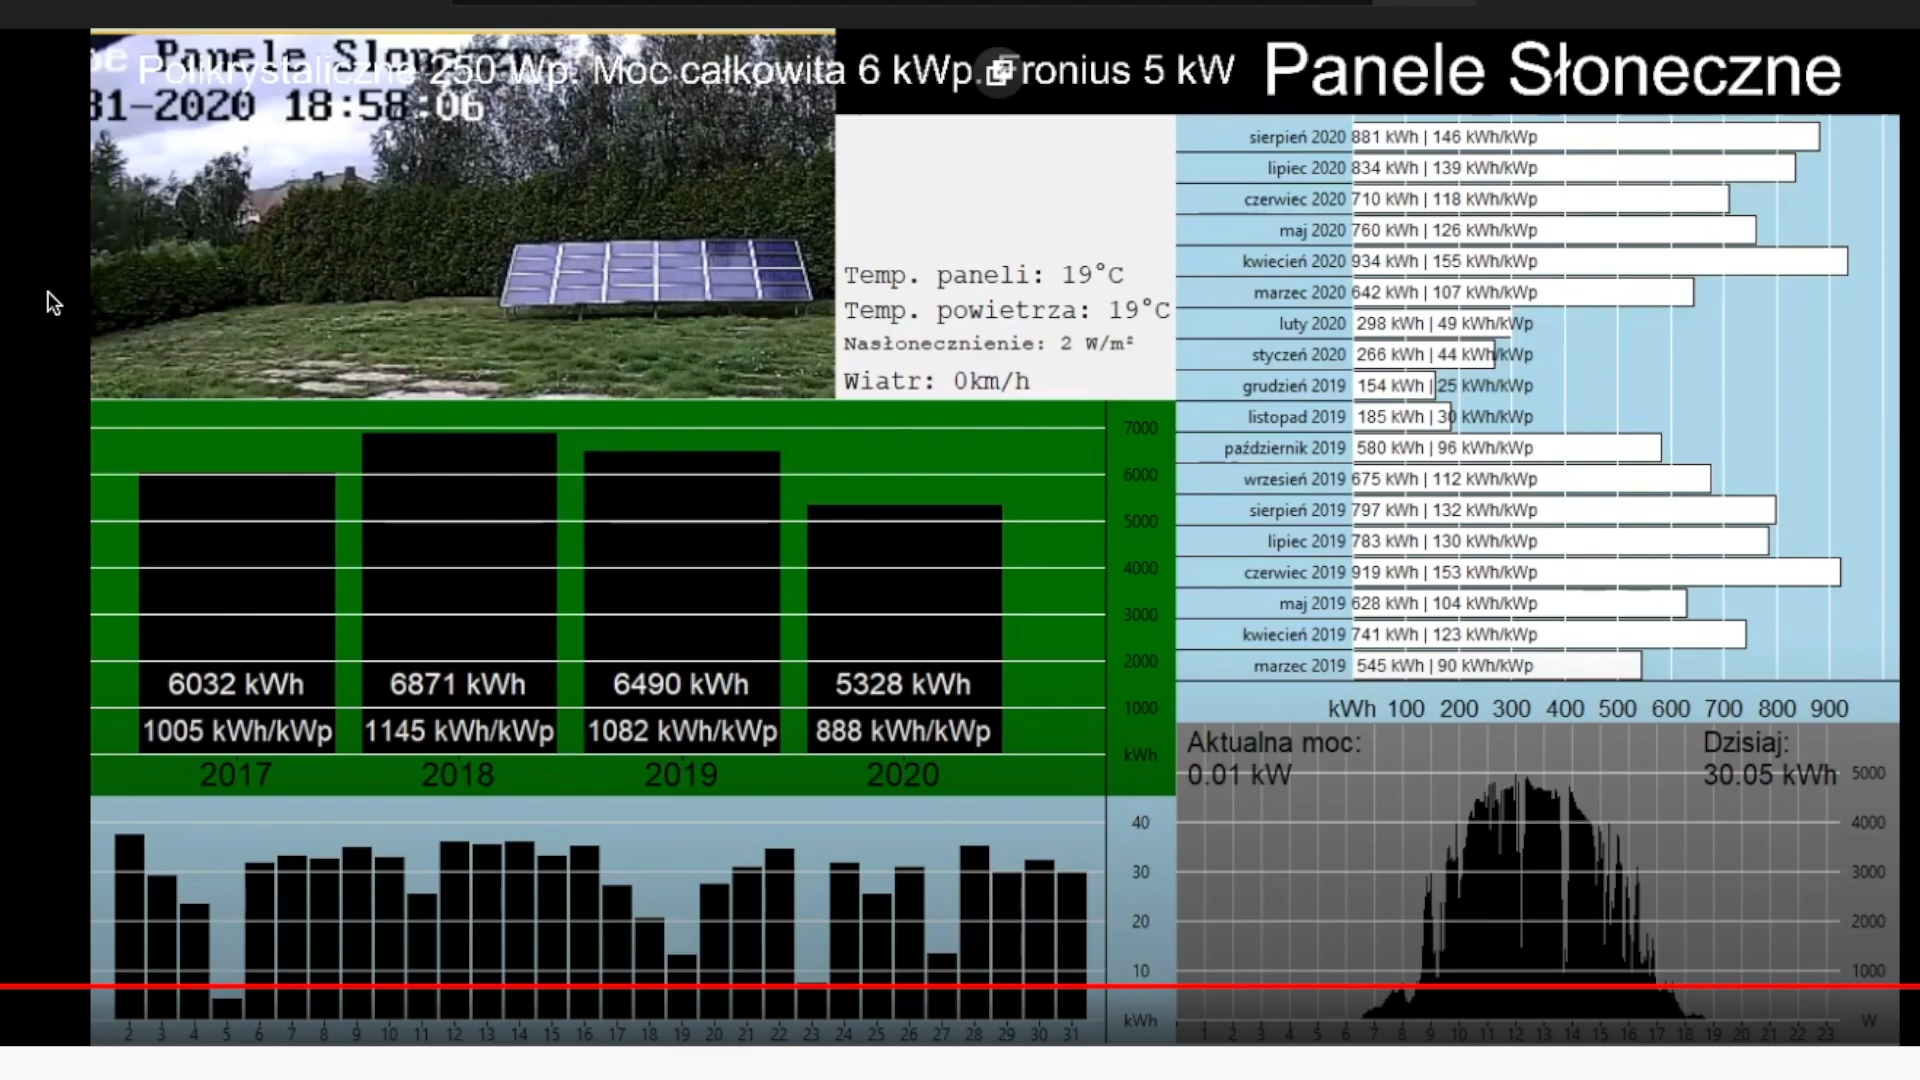 Panele Sloneczne
31-2020 18:58:06
Polikrystaliczne 250 Wp. Moc całkowita 6 kWp. ronius 5 kW
Panele Słoneczne
Temp. paneli: 19°C
Temp. powietrza: 19°C
Nasłonecznienie: 2 W/m²
Wiatr: 0km/h
sierpień 2020 881 kWh | 146 kWh/kWp
lipiec 2020 834 kWh | 139 kWh/kWp
czerwiec 2020 710 kWh | 118 kWh/kWp
maj 2020 760 kWh | 126 kWh/kWp
kwiecień 2020 934 kWh | 155 kWh/kWp
marzec 2020 642 kWh | 107 kWh/kWp
luty 2020 298 kWh | 49 kWh/kWp
styczeń 2020 266 kWh | 44 kWh/kWp
grudzień 2019 154 kWh | 25 kWh/kWp
listopad 2019 185 kWh | 30 kWh/kWp
październik 2019 580 kWh | 96 kWh/kWp
wrzesień 2019 675 kWh | 112 kWh/kWp
sierpień 2019 797 kWh | 132 kWh/kWp
lipiec 2019 783 kWh | 130 kWh/kWp
czerwiec 2019 919 kWh | 153 kWh/kWp
maj 2019 628 kWh | 104 kWh/kWp
kwiecień 2019 741 kWh | 123 kWh/kWp
marzec 2019 545 kWh | 90 kWh/kWp
kWh 100 200 300 400 500 600 700 800 900
7000
6000
5000
4000
3000
2000
1000
kWh
6032 kWh 6871 kWh 6490 kWh 5328 kWh
1005 kWh/kWp 1145 kWh/kWp 1082 kWh/kWp 888 kWh/kWp
2017 2018 2019 2020
40
30
20
10
kWh
2 3 4 5 6 7 8 9 10 11 12 13 14 15 16 17 18 19 20 21 22 23 24 25 26 27 28 29 30 31
Aktualna moc:
0.01 kW
Dzisiaj:
30.05 kWh
5000
4000
3000
2000
1000
W
1 2 3 4 5 6 7 8 9 10 11 12 13 14 15 16 17 18 19 20 21 22 23